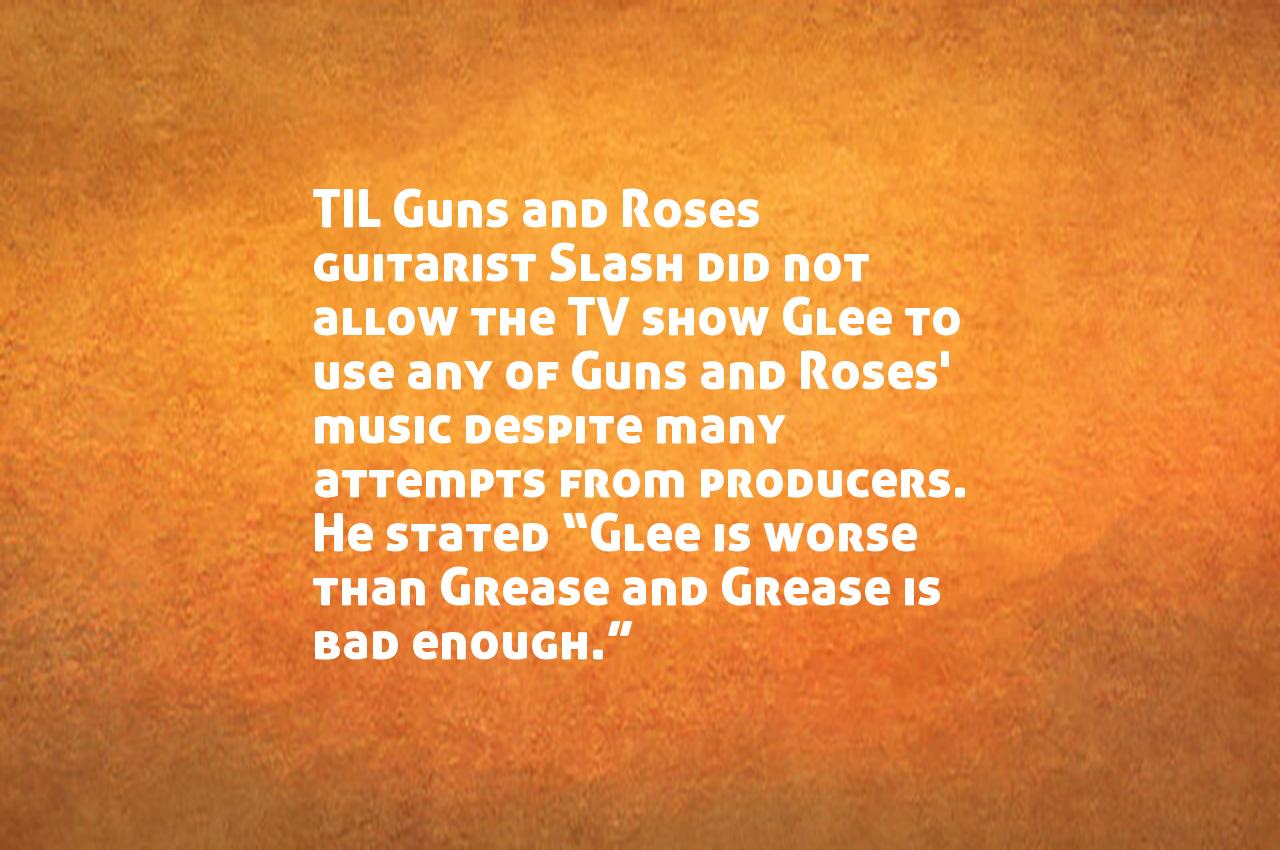 TIL Guns and Roses
guitarist Slash did not
allow the TV show Glee to
use any of Guns and Roses'
music despite many
attempts from producers.
He stated “Glee is worse
than Grease and Grease is
bad enough.”